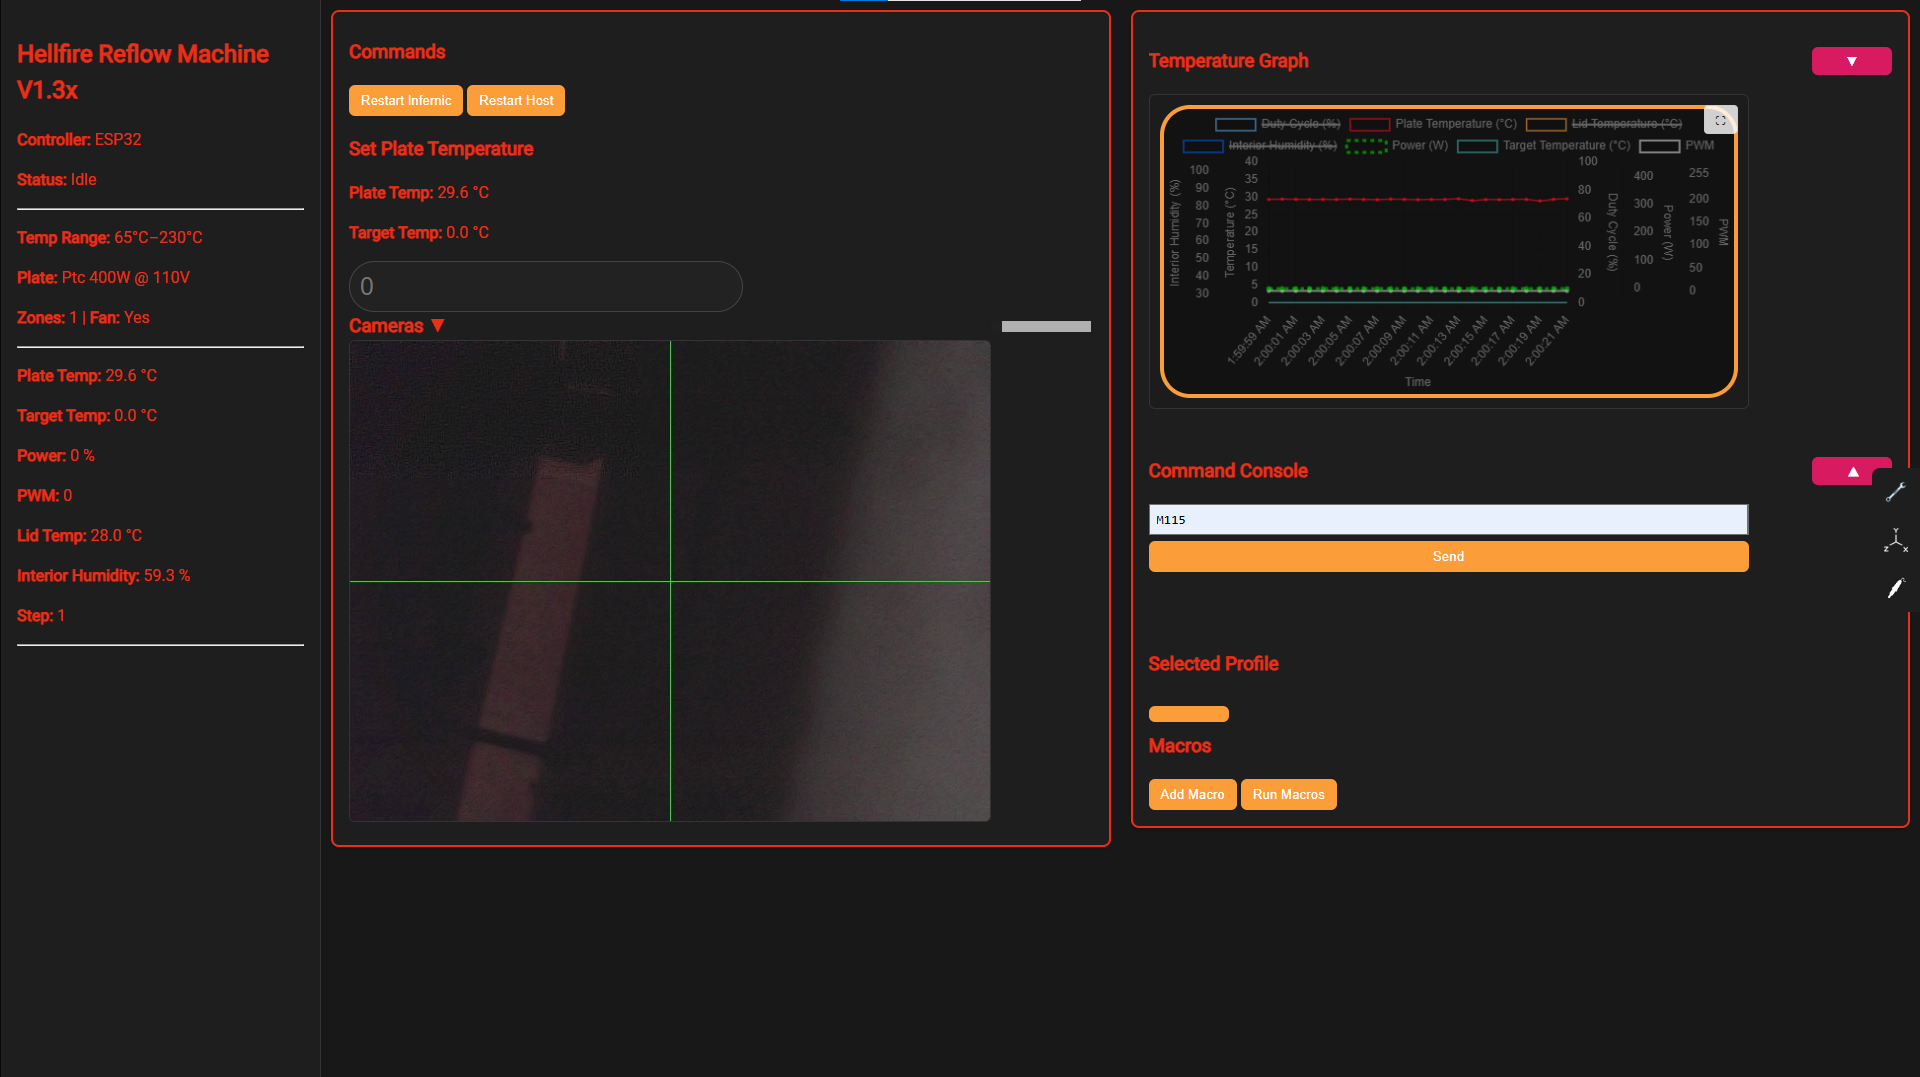 Hellfire Reflow Machine
V1.3x
Controller: ESP32
Status: Idle
Temp Range: 65°C–230°C
Plate: Ptc 400W @ 110V
Zones: 1 | Fan: Yes
Plate Temp: 29.6 °C
Target Temp: 0.0 °C
Power: 0 %
PWM: 0
Lid Temp: 28.0 °C
Interior Humidity: 59.3 %
Step: 1
Commands
Restart Infernic Restart Host
Set Plate Temperature
Plate Temp: 29.6 °C
Target Temp: 0.0 °C
0
Cameras ▼
Temperature Graph
▼
Duty Cycle (%) Plate Temperature (°C) Lid Temperature (°C)
Interior Humidity (%) Power (W) Target Temperature (°C) PWM
Interior Humidity (%)
100
90
80
70
60
50
40
30
Temperature (°C)
40
35
30
25
20
15
10
5
0
100
80
60
40
20
0
Duty Cycle (%)
400
300
200
100
0
Power (W)
255
200
150
100
50
0
PWM
1:59:59 AM
2:00:01 AM
2:00:03 AM
2:00:05 AM
2:00:07 AM
2:00:09 AM
2:00:11 AM
2:00:13 AM
2:00:15 AM
2:00:17 AM
2:00:19 AM
2:00:21 AM
Time
Command Console
▲
M115
Send
Y
Z X
Selected Profile
Macros
Add Macro Run Macros